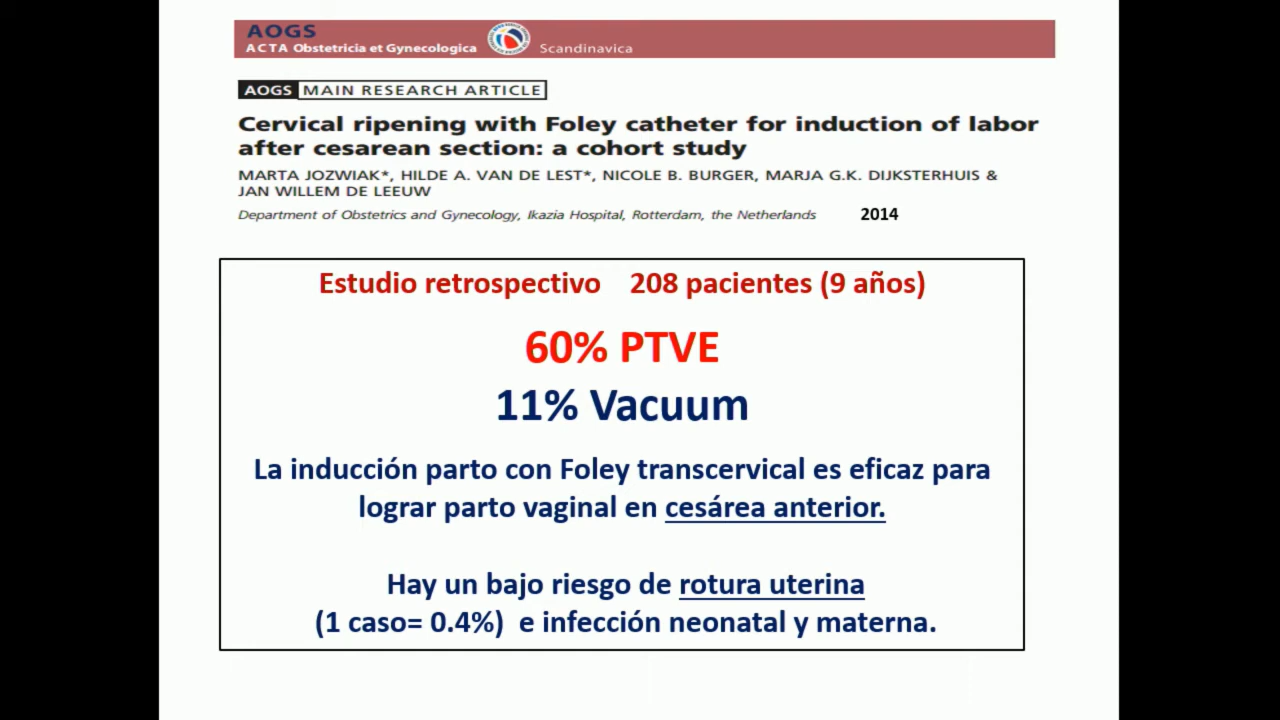 AOGS
ACTA Obstetricia et Gynecologica Scandinavica
AOGS MAIN RESEARCH ARTICLE
Cervical ripening with Foley catheter for induction of labor
after cesarean section: a cohort study
MARTA JOZWIAK*, HILDE A. VAN DE LEST*, NICOLE B. BURGER, MARJA G.K. DIJKSTERHUIS &
JAN WILLEM DE LEEUW
Department of Obstetrics and Gynecology, Ikazia Hospital, Rotterdam, the Netherlands 2014
Estudio retrospectivo 208 pacientes (9 años)
60% PTVE
11% Vacuum
La inducción parto con Foley transcervical es eficaz para
lograr parto vaginal en cesárea anterior.
Hay un bajo riesgo de rotura uterina
(1 caso= 0.4%) e infección neonatal y materna.